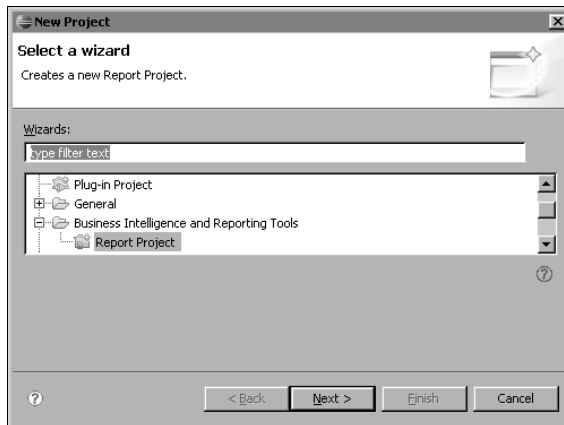 New Project
Select a wizard
Creates a new Report Project.
Wizards:
type filter text
Plug-in Project
General
Business Intelligence and Reporting Tools
Report Project
< Back Next > Finish Cancel